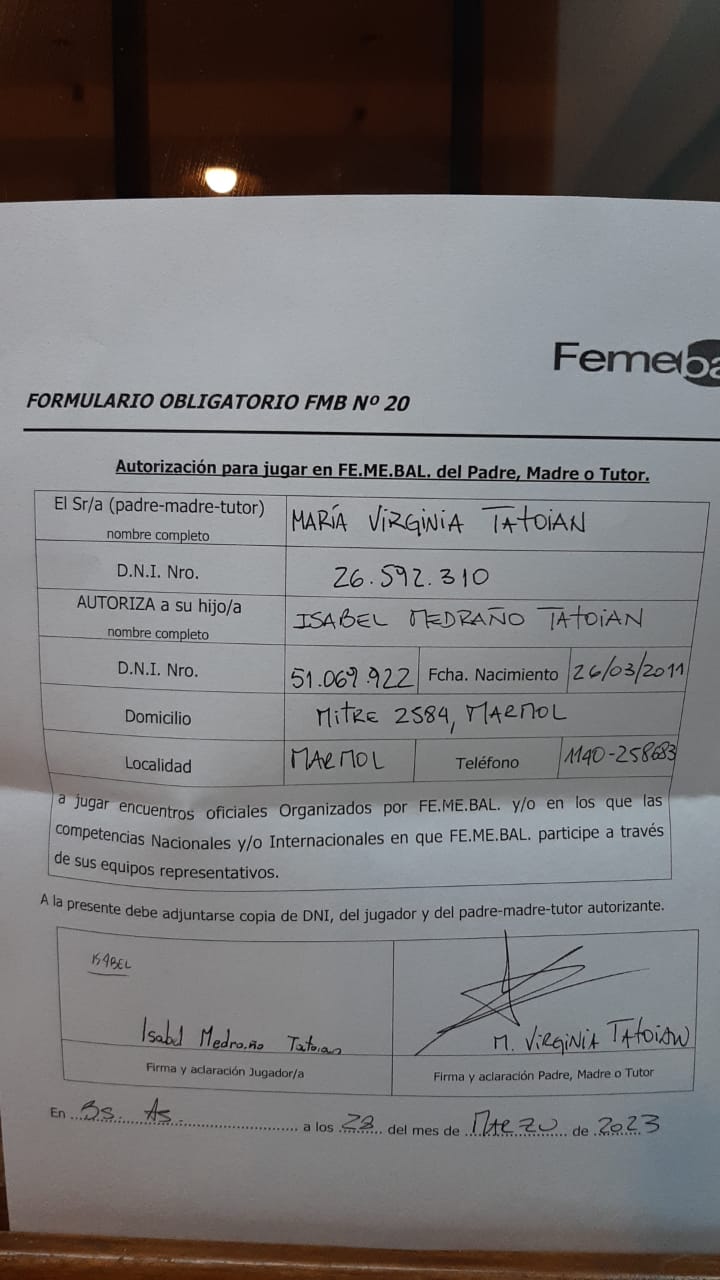 Femeba
FORMULARIO OBLIGATORIO FMB Nº 20
Autorización para jugar en FE.ME.BAL. del Padre, Madre o Tutor.
El Sr/a (padre-madre-tutor) MARÍA VIRGINIA TATOIAN
nombre completo
D.N.I. Nro. 26.592.310
AUTORIZA a su hijo/a ISABEL MEDRAÑO TATOIAN
nombre completo
D.N.I. Nro. 51.069.922 Fcha. Nacimiento 26/03/2011
Domicilio MITRE 2584, MARMOL
Localidad MARMOL Teléfono 1140-258683
a jugar encuentros oficiales Organizados por FE.ME.BAL. y/o en los que las
competencias Nacionales y/o Internacionales en que FE.ME.BAL. participe a través
de sus equipos representativos.
A la presente debe adjuntarse copia de DNI, del jugador y del padre-madre-tutor autorizante.
ISABEL
Isabel Medraño Tatoian M. VIRGINIA TATOIAN
Firma y aclaración Jugador/a Firma y aclaración Padre, Madre o Tutor
En Bs. As. a los 28 del mes de MARZO de 2023